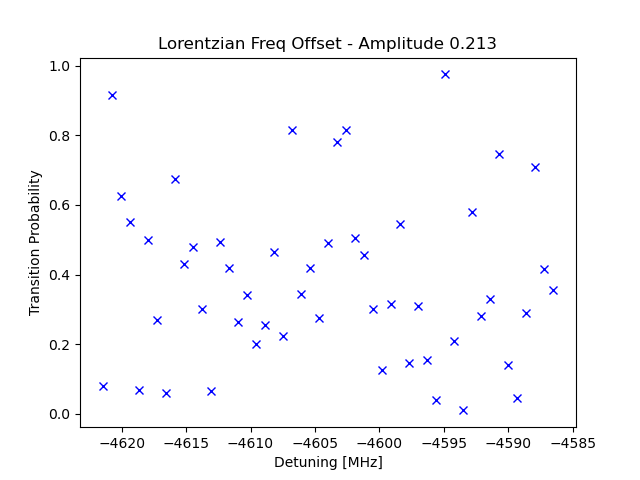 Lorentzian Freq Offset - Amplitude 0.213
1.0
0.8
0.6
0.4
0.2
0.0
Transition Probability
−4620 −4615 −4610 −4605 −4600 −4595 −4590 −4585
Detuning [MHz]